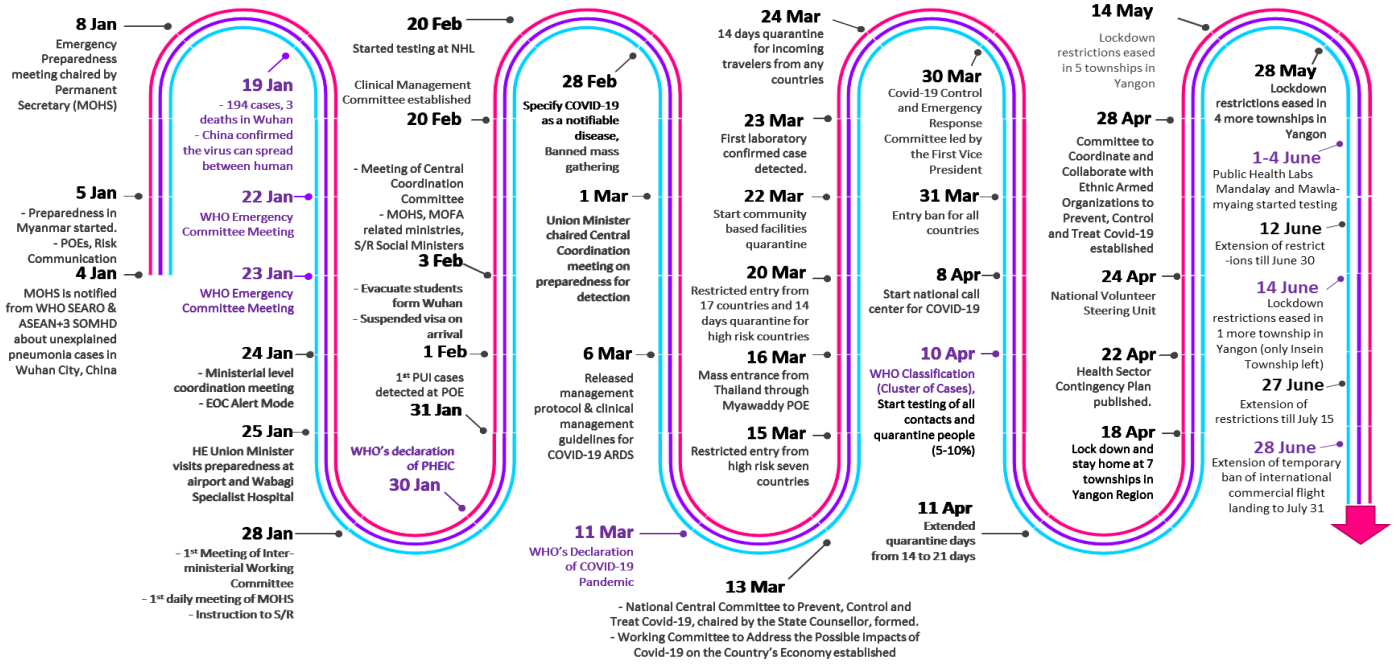 4 Jan
MOHS is notified
from WHO SEARO &
ASEAN+3 SOMHD
about unexplained
pneumonia cases in
Wuhan City, China
5 Jan
- Preparedness in
Myanmar started.
- POEs, Risk
Communication
8 Jan
Emergency
Preparedness
meeting chaired by
Permanent
Secretary (MOHS)
19 Jan
- 194 cases, 3
deaths in Wuhan
- China confirmed
the virus can spread
between human
22 Jan
WHO Emergency
Committee Meeting
23 Jan
WHO Emergency
Committee Meeting
24 Jan
- Ministerial level
coordination meeting
- EOC Alert Mode
25 Jan
HE Union Minister
visits preparedness at
airport and Wabagi
Specialist Hospital
28 Jan
- 1st Meeting of Inter-
ministerial Working
Committee
- 1st daily meeting of MOHS
- Instruction to S/R
WHO's declaration
of PHEIC
30 Jan
1st PUI cases
detected at POE
31 Jan
- Evacuate students
form Wuhan
- Suspended visa on
arrival
1 Feb
- Meeting of Central
Coordination
Committee
- MOHS, MOFA
related ministries,
S/R Social Ministers
3 Feb
Clinical Management
Committee established
20 Feb
20 Feb
Started testing at NHL
28 Feb
Specify COVID-19
as a notifiable
disease,
Banned mass
gathering
1 Mar
Union Minister
chaired Central
Coordination
meeting on
preparedness for
detection
6 Mar
Released
management
protocol & clinical
management
guidelines for
COVID-19 ARDS
11 Mar
WHO's Declaration
of COVID-19
Pandemic
13 Mar
- National Central Committee to Prevent, Control and
Treat Covid-19, chaired by the State Counsellor, formed.
- Working Committee to Address the Possible Impacts of
Covid-19 on the Country's Economy established
15 Mar
Restricted entry from
high risk seven
countries
16 Mar
Mass entrance from
Thailand through
Myawaddy POE
20 Mar
Restricted entry from
17 countries and 14
days quarantine for
high risk countries
22 Mar
Start community
based facilities
quarantine
23 Mar
First laboratory
confirmed case
detected.
24 Mar
14 days quarantine
for incoming
travelers from any
countries
30 Mar
Covid-19 Control
and Emergency
Response
Committee led by
the First Vice
President
31 Mar
Entry ban for all
countries
8 Apr
Start national call
center for COVID-19
10 Apr
WHO Classification
(Cluster of Cases),
Start testing of all
contacts and
quarantine people
(5-10%)
11 Apr
Extended
quarantine days
from 14 to 21 days
18 Apr
Lock down and
stay home at 7
townships in
Yangon Region
22 Apr
Health Sector
Contingency Plan
published.
24 Apr
National Volunteer
Steering Unit
28 Apr
Committee to
Coordinate and
Collaborate with
Ethnic Armed
Organizations to
Prevent, Control
and Treat Covid-19
established
14 May
Lockdown
restrictions eased
in 5 townships in
Yangon
28 May
Lockdown
restrictions eased in
4 more townships in
Yangon
1-4 June
Public Health Labs
Mandalay and Mawla-
myaing started testing
12 June
Extension of restrict
-ions till June 30
14 June
Lockdown
restrictions eased in
1 more township in
Yangon (only Insein
Township left)
27 June
Extension of
restrictions till July 15
28 June
Extension of temporary
ban of international
commercial flight
landing to July 31